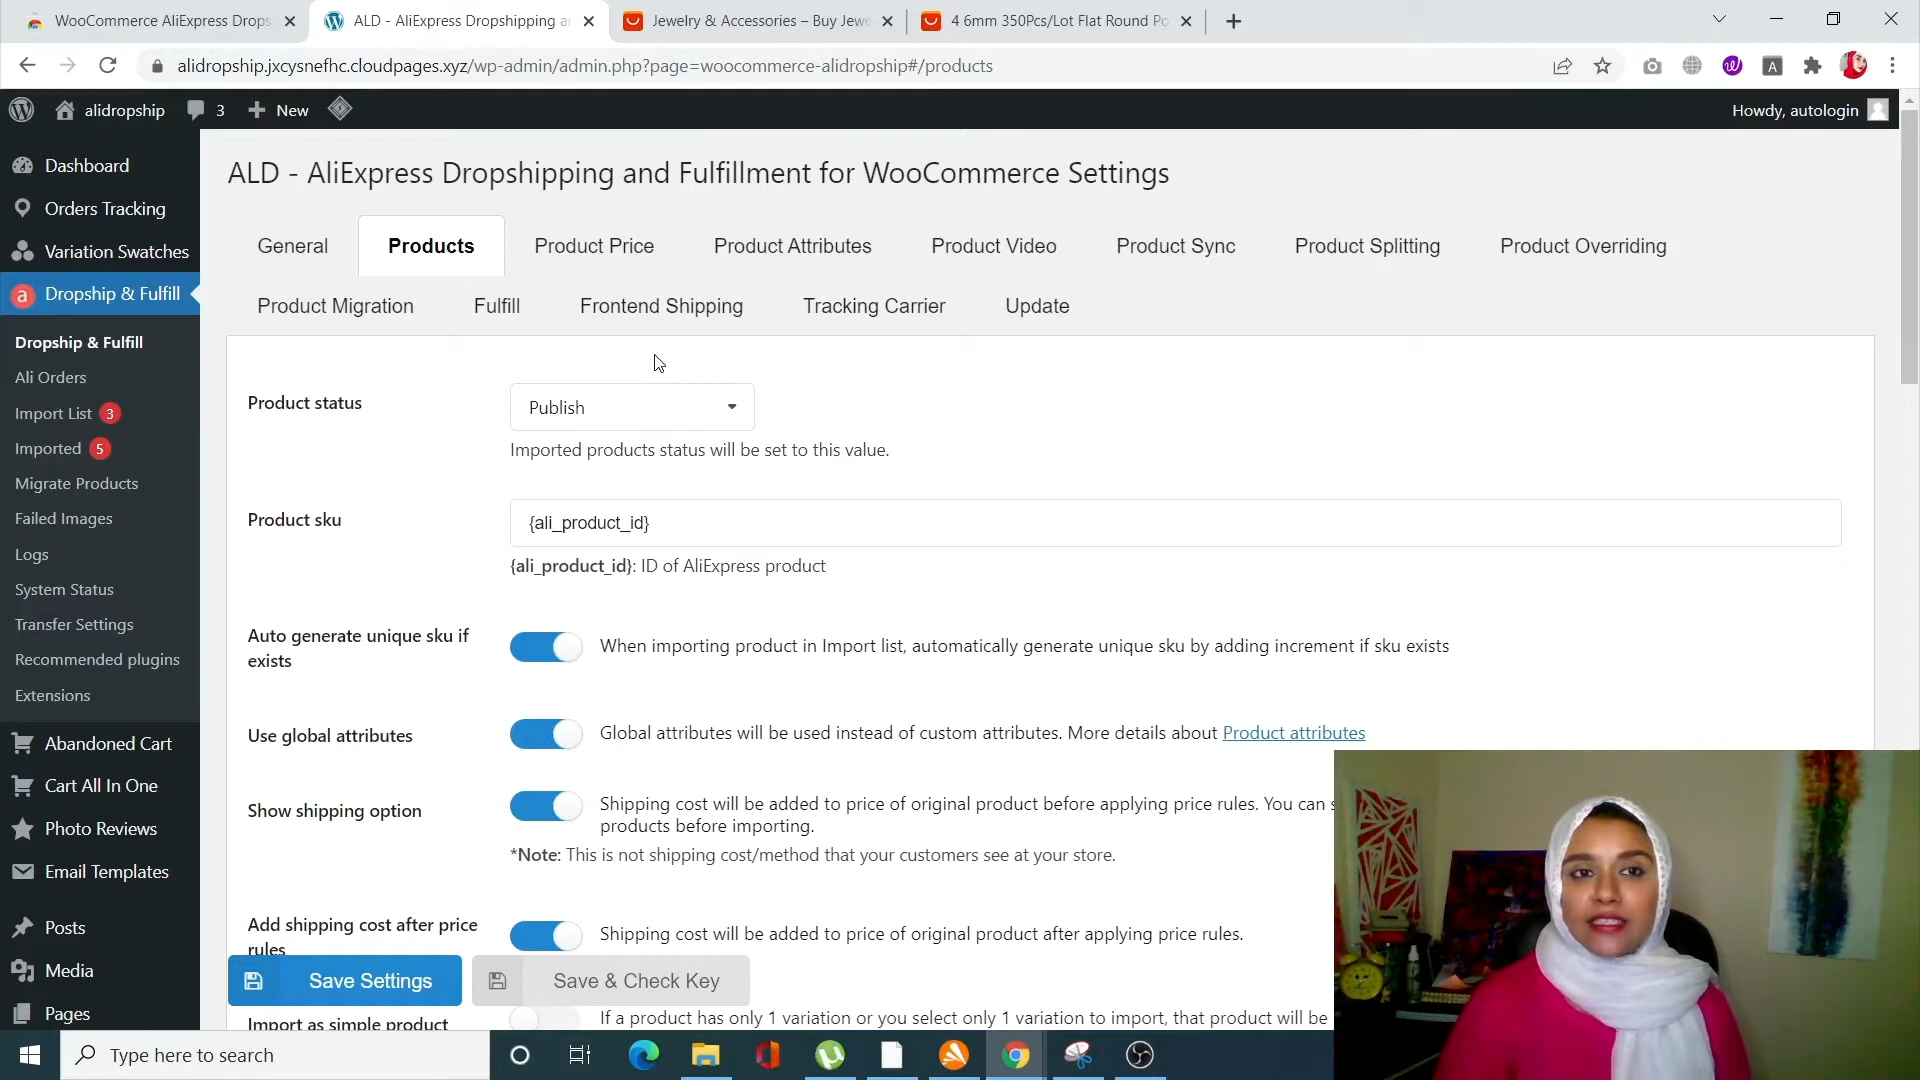 WooCommerce AliExpress Drops
ALD - AliExpress Dropshipping a
Jewelry & Accessories – Buy Jew
4 6mm 350Pcs/Lot Flat Round Po
alidropship.jxcysnefhc.cloudpages.xyz/wp-admin/admin.php?page=woocommerce-alidropship#/products
alidropship
3
New
Howdy, autologin
Dashboard
Orders Tracking
Variation Swatches
Dropship & Fulfill
Dropship & Fulfill
Ali Orders
Import List 3
Imported 5
Migrate Products
Failed Images
Logs
System Status
Transfer Settings
Recommended plugins
Extensions
Abandoned Cart
Cart All In One
Photo Reviews
Email Templates
Posts
Media
Pages
ALD - AliExpress Dropshipping and Fulfillment for WooCommerce Settings
General Products Product Price Product Attributes Product Video Product Sync Product Splitting Product Overriding
Product Migration Fulfill Frontend Shipping Tracking Carrier Update
Product status
Publish
Imported products status will be set to this value.
Product sku
{ali_product_id}
{ali_product_id}: ID of AliExpress product
Auto generate unique sku if
exists
When importing product in Import list, automatically generate unique sku by adding increment if sku exists
Use global attributes
Global attributes will be used instead of custom attributes. More details about Product attributes
Show shipping option
Shipping cost will be added to price of original product before applying price rules. You can s
products before importing.
*Note: This is not shipping cost/method that your customers see at your store.
Add shipping cost after price
rules
Shipping cost will be added to price of original product after applying price rules.
Save Settings
Save & Check Key
Import as simple product
If a product has only 1 variation or you select only 1 variation to import, that product will be
Type here to search